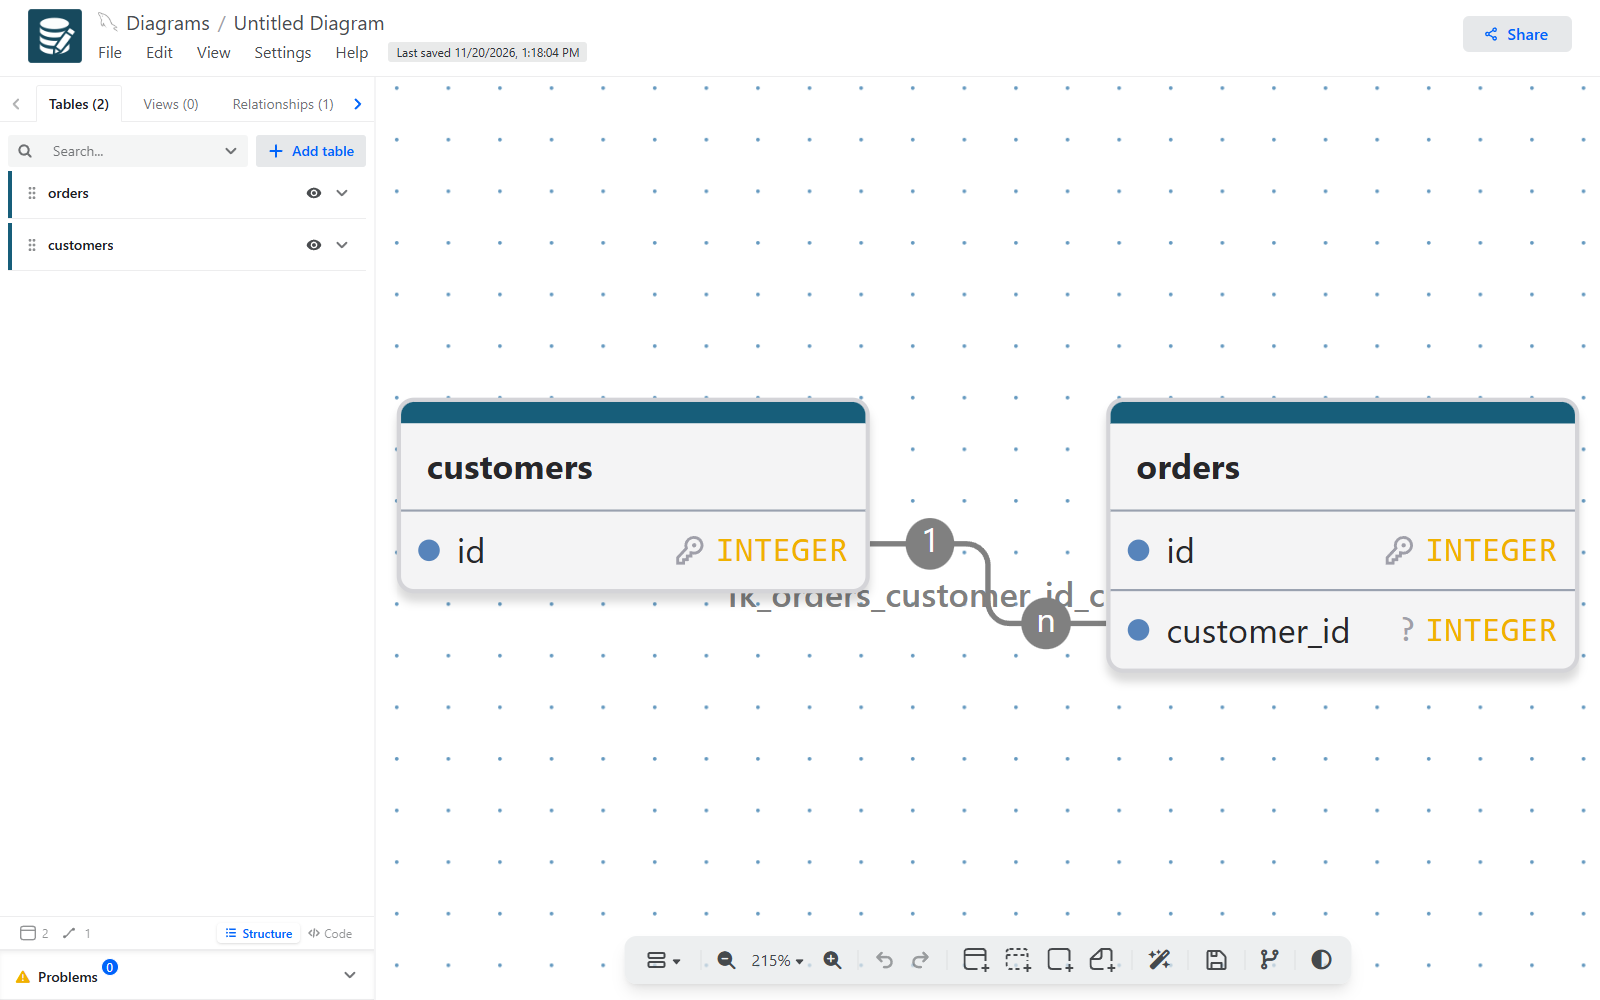 Diagrams / Untitled Diagram
File Edit View Settings Help Last saved 11/20/2026, 1:18:04 PM
Share
Tables (2) Views (0) Relationships (1)
Search... Add table
orders
customers
customers
id INTEGER
1
fk_orders_customer_id_c
n
orders
id INTEGER
customer_id ? INTEGER
2 1 Structure Code
Problems 0
215%